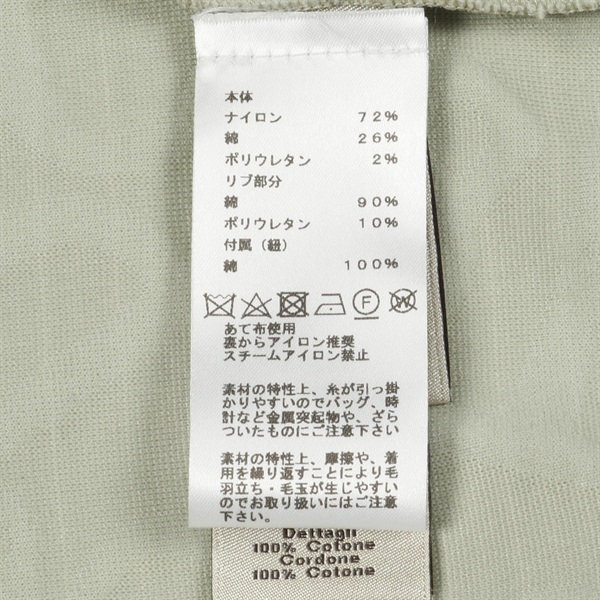 本体
ナイロン 72%
綿 26%
ポリウレタン 2%
リブ部分
綿 90%
ポリウレタン 10%
付属（紐）
綿 100%
F W
あて布使用
裏からアイロン推奨
スチームアイロン禁止
素材の特性上、糸が引っ掛
かりやすいのでバッグ、時
計など金属突起物や、ざら
ついたものにご注意下さい
素材の特性上、摩擦や、着
用を繰り返すことにより毛
羽立ち・毛玉が生じやすい
のでお取り扱いにはご注意
下さい。
Dettagli
100% Cotone
Cordone
100% Cotone